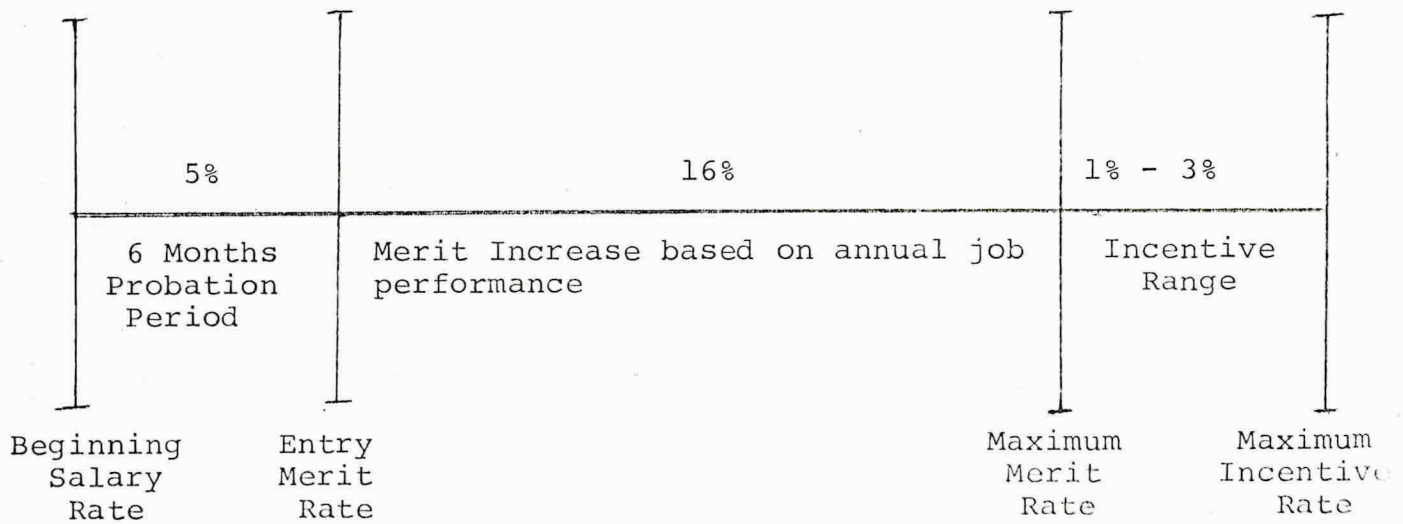 5%
16%
1% - 3%
6 Months
Probation
Period
Merit Increase based on annual job
performance
Incentive
Range
Beginning
Salary
Rate
Entry
Merit
Rate
Maximum
Merit
Rate
Maximum
Incentive
Rate